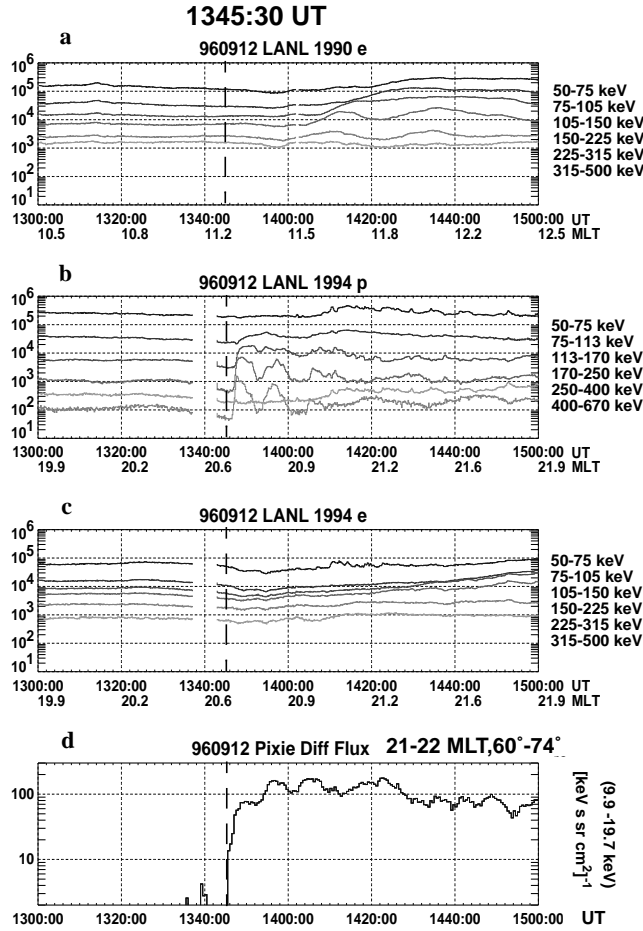 1345:30 UT
a
960912 LANL 1990 e
10^6
10^5
10^4
10^3
10^2
10^1
50-75 keV
75-105 keV
105-150 keV
150-225 keV
225-315 keV
315-500 keV
1300:00 1320:00 1340:00 1400:00 1420:00 1440:00 1500:00 UT
10.5 10.8 11.2 11.5 11.8 12.2 12.5 MLT
b
960912 LANL 1994 p
10^6
10^5
10^4
10^3
10^2
10^1
50-75 keV
75-113 keV
113-170 keV
170-250 keV
250-400 keV
400-670 keV
1300:00 1320:00 1340:00 1400:00 1420:00 1440:00 1500:00 UT
19.9 20.2 20.6 20.9 21.2 21.6 21.9 MLT
c
960912 LANL 1994 e
10^6
10^5
10^4
10^3
10^2
10^1
50-75 keV
75-105 keV
105-150 keV
150-225 keV
225-315 keV
315-500 keV
1300:00 1320:00 1340:00 1400:00 1420:00 1440:00 1500:00 UT
19.9 20.2 20.6 20.9 21.2 21.6 21.9 MLT
d
960912 Pixie Diff Flux 21-22 MLT,60°-74°
100
10
(9.9 -19.7 keV)
[keV s sr cm²]⁻¹
1300:00 1320:00 1340:00 1400:00 1420:00 1440:00 1500:00 UT